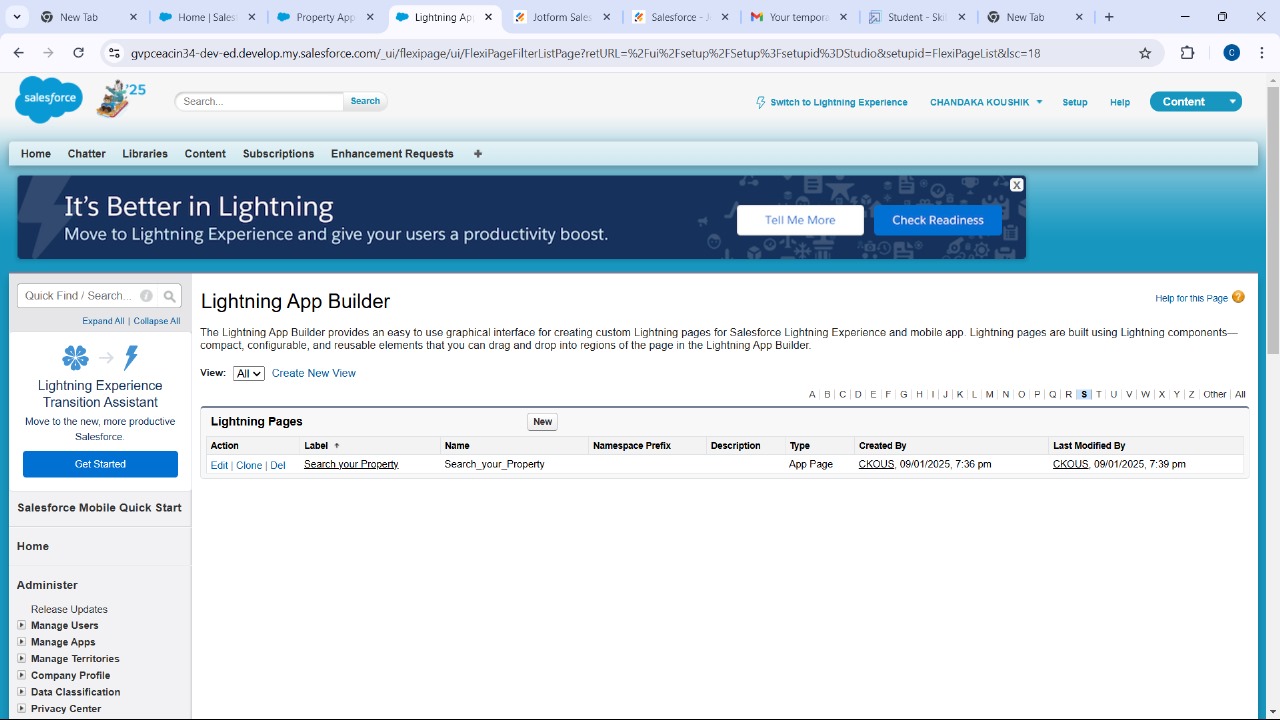 New Tab
Home | Sales
Property App
Lightning Ap
Jotform Sales
Salesforce - J
Your tempora
Student - Ski
New Tab
gvpceacin34-dev-ed.develop.my.salesforce.com/_ui/flexipage/ui/FlexiPageFilterListPage?retURL=%2Fui%2Fsetup%2FSetup%3Fsetupid%3DStudio&setupid=FlexiPageList&lsc=18
C
salesforce
'25
Search...
Search
Switch to Lightning Experience
CHANDAKA KOUSHIK
Setup
Help
Content
Home
Chatter
Libraries
Content
Subscriptions
Enhancement Requests
It's Better in Lightning
Move to Lightning Experience and give your users a productivity boost.
Tell Me More
Check Readiness
X
Quick Find / Search...
Expand All | Collapse All
Lightning Experience
Transition Assistant
Move to the new, more productive
Salesforce.
Get Started
Salesforce Mobile Quick Start
Home
Administer
Release Updates
Manage Users
Manage Apps
Manage Territories
Company Profile
Data Classification
Privacy Center
Lightning App Builder
Help for this Page
The Lightning App Builder provides an easy to use graphical interface for creating custom Lightning pages for Salesforce Lightning Experience and mobile app. Lightning pages are built using Lightning components—
compact, configurable, and reusable elements that you can drag and drop into regions of the page in the Lightning App Builder.
View: All Create New View
A | B | C | D | E | F | G | H | I | J | K | L | M | N | O | P | Q | R | S | T | U | V | W | X | Y | Z | Other | All
Lightning Pages New
Action Label Name Namespace Prefix Description Type Created By Last Modified By
Edit | Clone | Del Search your Property Search_your_Property App Page CKOUS, 09/01/2025, 7:36 pm CKOUS, 09/01/2025, 7:39 pm